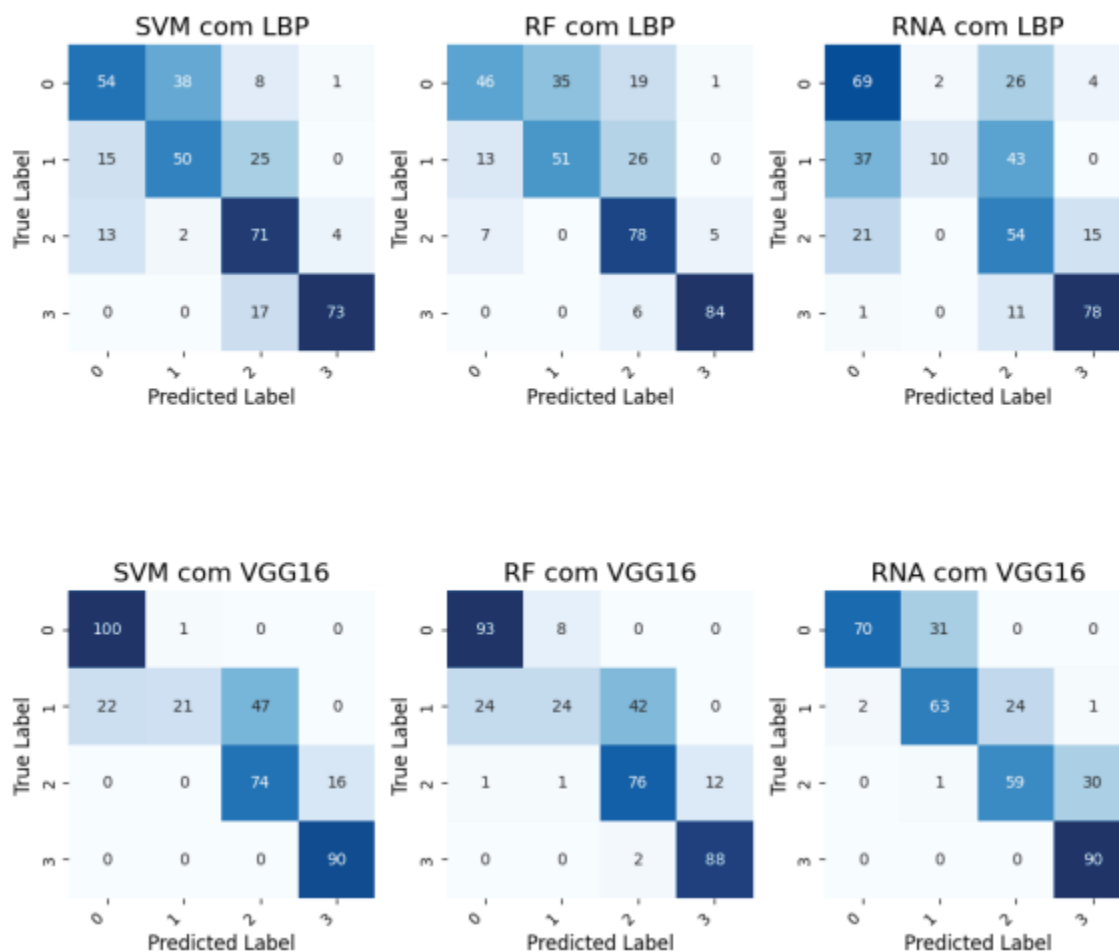 SVM com LBP RF com LBP RNA com LBP
0 54 38 8 1 0 46 35 19 1 0 69 2 26 4
1 15 50 25 0 1 13 51 26 0 1 37 10 43 0
2 13 2 71 4 2 7 0 78 5 2 21 0 54 15
3 0 0 17 73 3 0 0 6 84 3 1 0 11 78
True Label True Label True Label
0 1 2 3 0 1 2 3 0 1 2 3
Predicted Label Predicted Label Predicted Label
SVM com VGG16 RF com VGG16 RNA com VGG16
0 100 1 0 0 0 93 8 0 0 0 70 31 0 0
1 22 21 47 0 1 24 24 42 0 1 2 63 24 1
2 0 0 74 16 2 1 1 76 12 2 0 1 59 30
3 0 0 0 90 3 0 0 2 88 3 0 0 0 90
True Label True Label True Label
0 1 2 3 0 1 2 3 0 1 2 3
Predicted Label Predicted Label Predicted Label